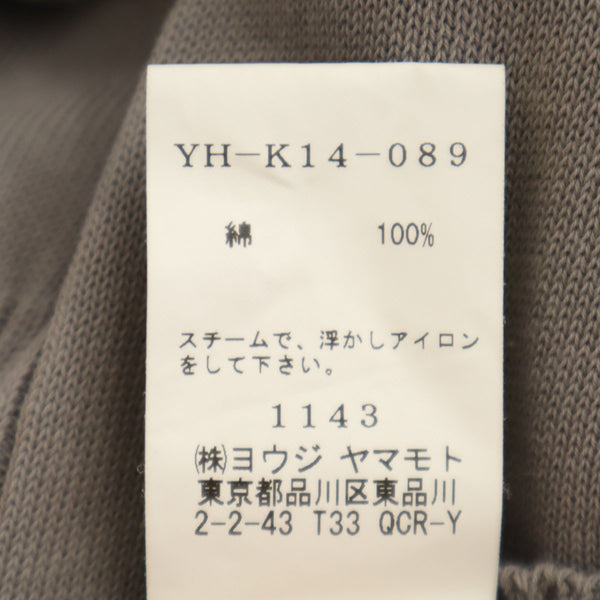 YH-K14-089
綿 100%
スチームで、浮かしアイロン
をして下さい。
1143
㈱ヨウジ ヤマモト
東京都品川区東品川
2-2-43 T33 QCR-Y